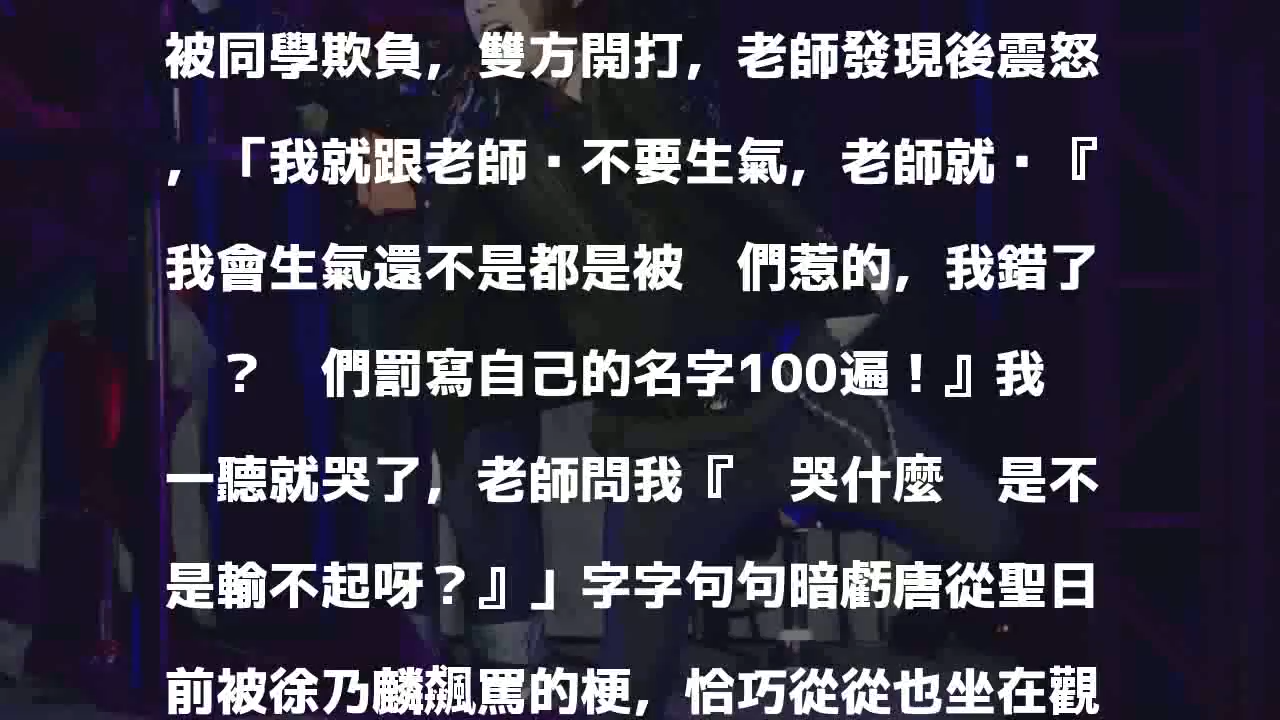 被同學欺負，雙方開打，老師發現後震怒
，「我就跟老師▪不要生氣，老師就▪『
我會生氣還不是都是被　們惹的，我錯了
？　們罰寫自己的名字100遍！』我
一聽就哭了，老師問我『　哭什麼　是不
是輸不起呀？』」字字句句暗虧唐從聖日
前被徐乃麟飆罵的梗，恰巧從從也坐在觀